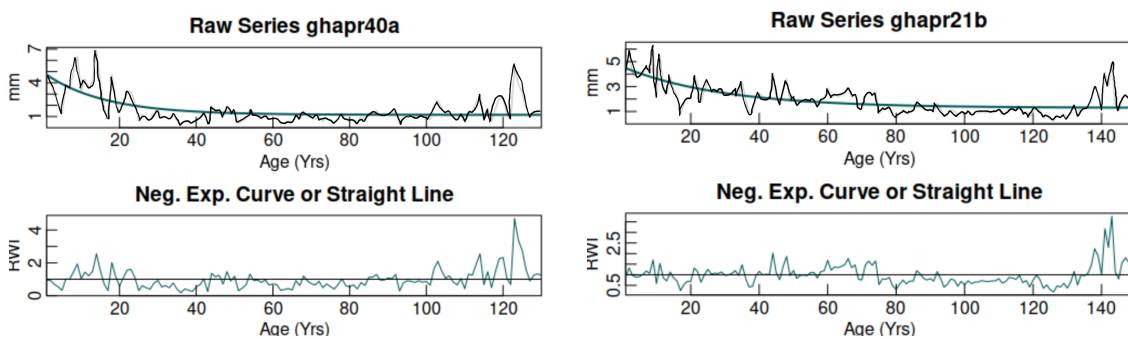 Raw Series ghapr40a
7
4
1
mm
20 40 60 80 100 120
Age (Yrs)
Neg. Exp. Curve or Straight Line
4
2
0
RWI
20 40 60 80 100 120
Age (Yrs)
Raw Series ghapr21b
5
3
1
mm
20 40 60 80 100 120 140
Age (Yrs)
Neg. Exp. Curve or Straight Line
2.5
0.5
RWI
20 40 60 80 100 120 140
Age (Yrs)